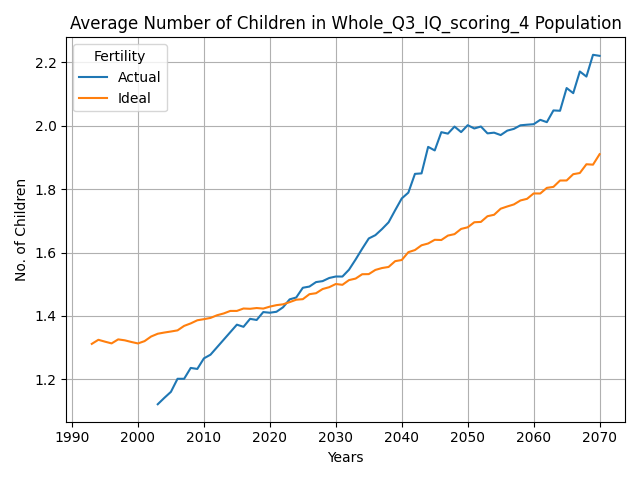 Average Number of Children in Whole_Q3_IQ_scoring_4 Population
Fertility
Actual
Ideal
No. of Children
2.2
2.0
1.8
1.6
1.4
1.2
1990 2000 2010 2020 2030 2040 2050 2060 2070
Years